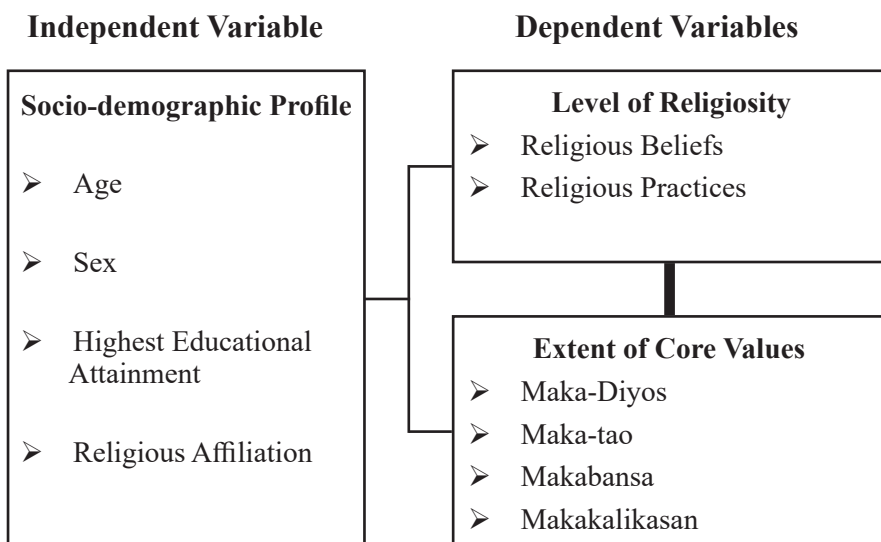 Independent Variable
Socio-demographic Profile
➢ Age
➢ Sex
➢ Highest Educational
Attainment
➢ Religious Affiliation
Dependent Variables
Level of Religiosity
➢ Religious Beliefs
➢ Religious Practices
Extent of Core Values
➢ Maka-Diyos
➢ Maka-tao
➢ Makabansa
➢ Makakalikasan